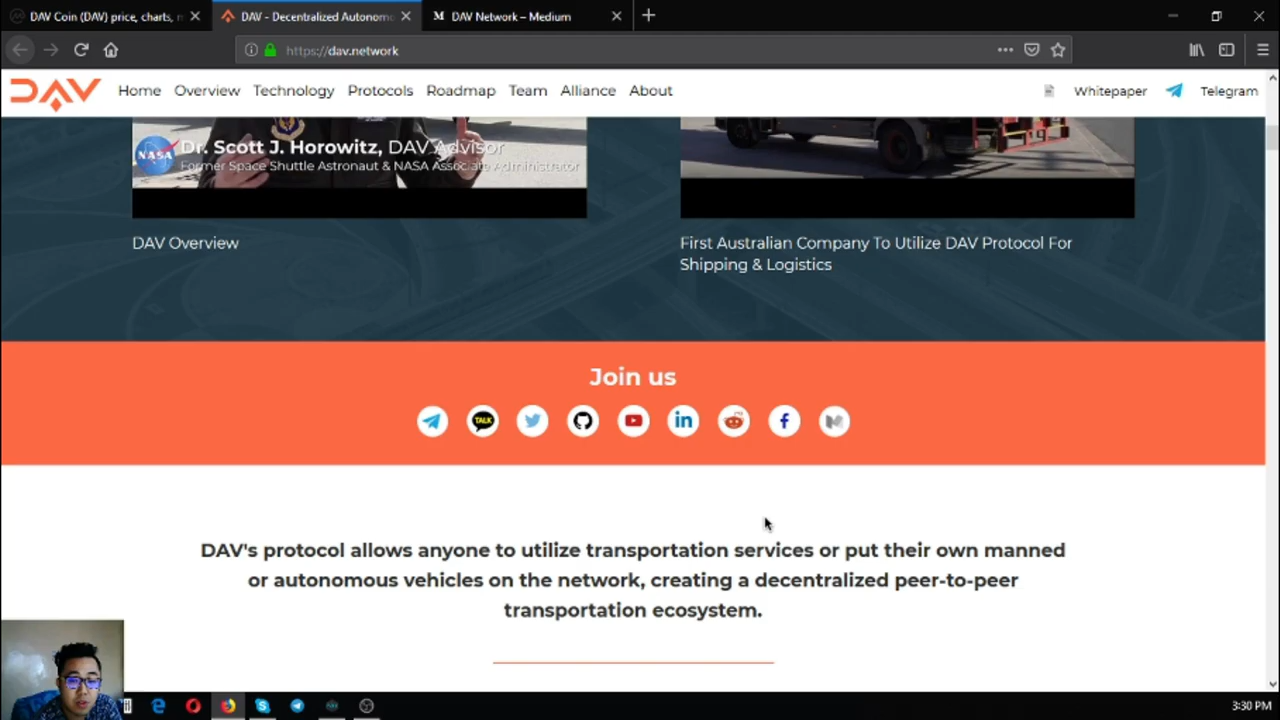 DAV Coin (DAV) price, charts, m
DAV - Decentralized Autonomo
M DAV Network – Medium
https://dav.network
DAV Home Overview Technology Protocols Roadmap Team Alliance About Whitepaper Telegram
NASA Dr. Scott J. Horowitz, DAV Advisor
Former Space Shuttle Astronaut & NASA Associate Administrator
DAV Overview
First Australian Company To Utilize DAV Protocol For
Shipping & Logistics
Join us
TALK
in
f
DAV's protocol allows anyone to utilize transportation services or put their own manned
or autonomous vehicles on the network, creating a decentralized peer-to-peer
transportation ecosystem.
3:30 PM